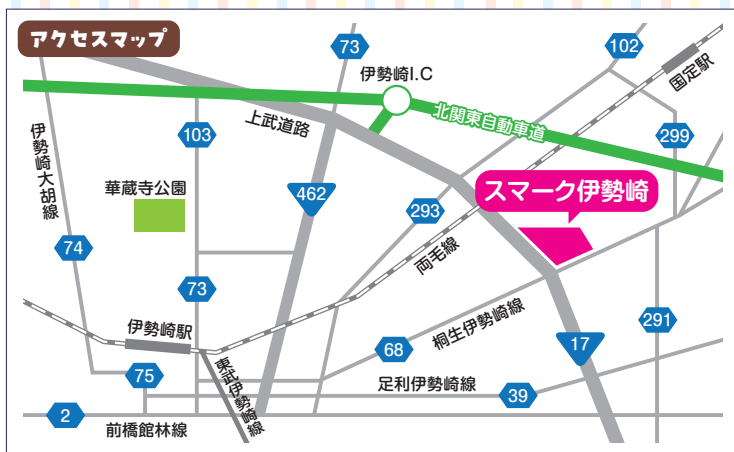 アクセスマップ
73
102
伊勢崎I.C
国定駅
北関東自動車道
上武道路
103
299
伊勢崎大胡線
華蔵寺公園
462
スマーク伊勢崎
293
両毛線
74
73
伊勢崎駅
桐生伊勢崎線
291
17
68
東武伊勢崎線
75
足利伊勢崎線
39
2
前橋館林線